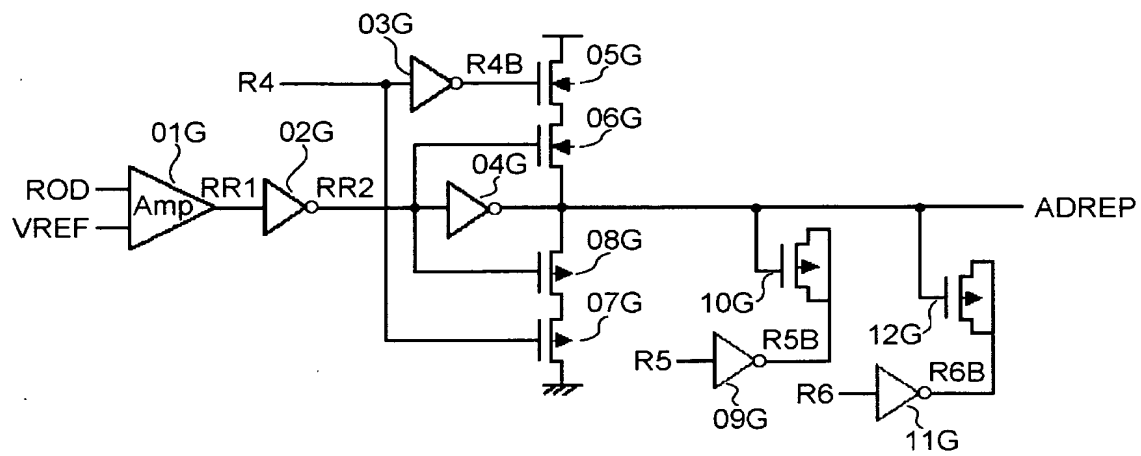 03G
R4
R4B
05G
06G
01G
02G
04G
ROD
VREF
Amp
RR1
RR2
ADREP
08G
07G
10G
12G
R5
R5B
09G
R6
R6B
11G